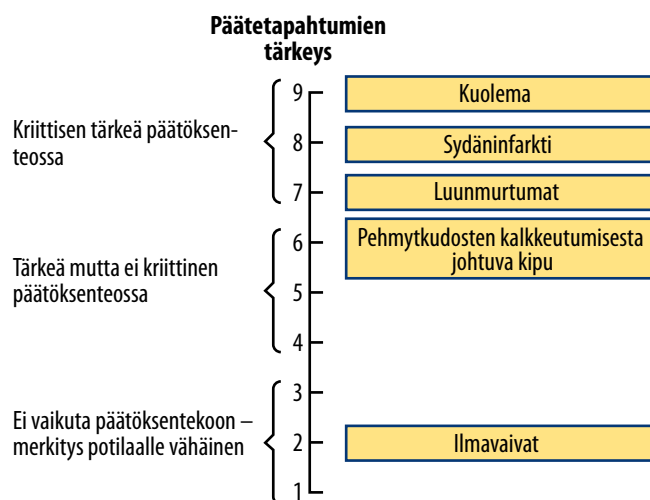 Päätetapahtumien
tärkeys
9
Kuolema
Kriittisen tärkeä päätöksen-
teossa
8
Sydäninfarkti
7
Luunmurtumat
6
Pehmytkudosten kalkkeutumisesta
johtuva kipu
Tärkeä mutta ei kriittinen
päätöksenteossa
5
4
3
Ei vaikuta päätöksentekoon –
merkitys potilaalle vähäinen
2
Ilmavaivat
1